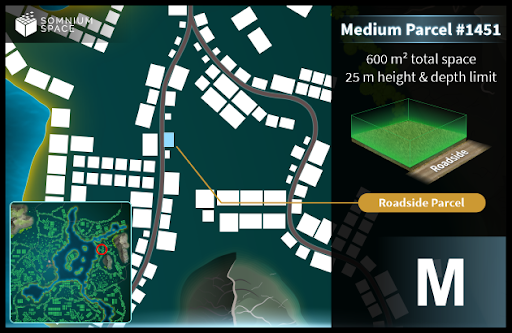 SOMNIUM
SPACE
Medium Parcel #1451
600 m² total space
25 m height & depth limit
Roadside
Roadside Parcel
M